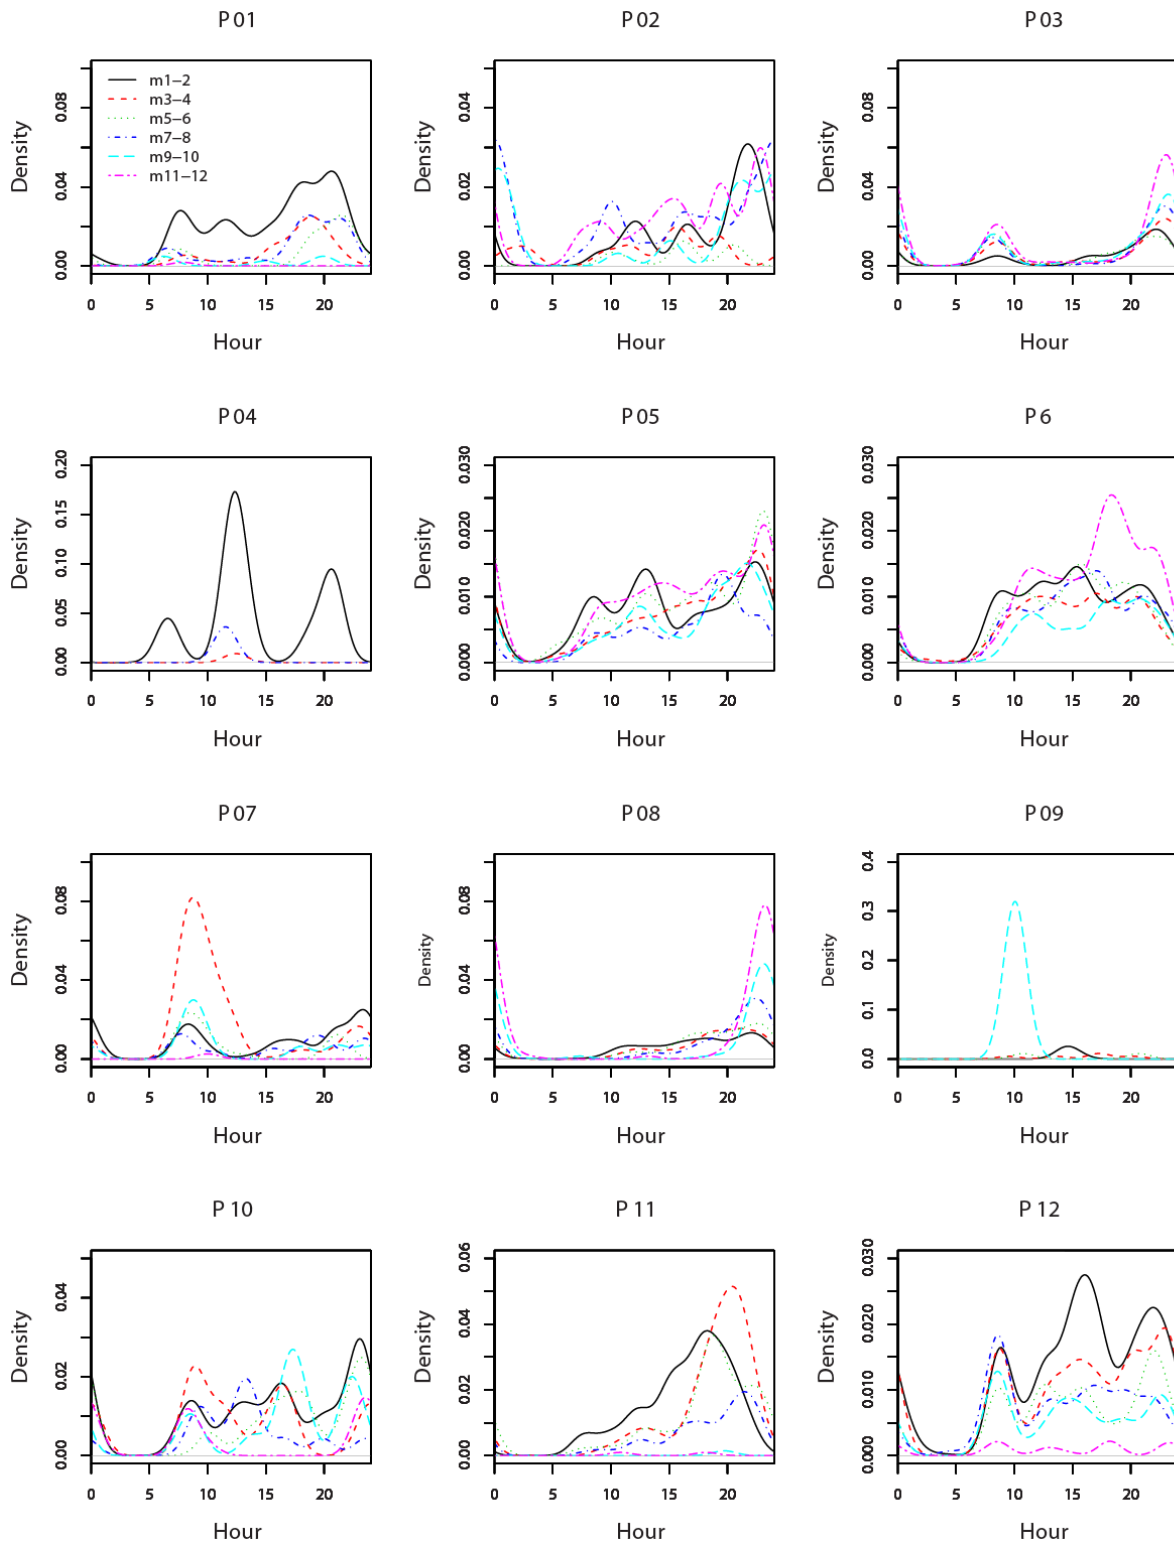 P 01
P 02
P 03
Density
0.00 0.04 0.08
m1–2
m3–4
m5–6
m7–8
m9–10
m11–12
0 5 10 15 20
Hour
Density
0.00 0.02 0.04
0 5 10 15 20
Hour
Density
0.00 0.04 0.08
0 5 10 15 20
Hour
P 04
P 05
P 6
Density
0.00 0.05 0.10 0.15 0.20
0 5 10 15 20
Hour
Density
0.000 0.010 0.020 0.030
0 5 10 15 20
Hour
Density
0.000 0.010 0.020 0.030
0 5 10 15 20
Hour
P 07
P 08
P 09
Density
0.00 0.04 0.08
0 5 10 15 20
Hour
Density
0.00 0.04 0.08
0 5 10 15 20
Hour
Density
0.0 0.1 0.2 0.3 0.4
0 5 10 15 20
Hour
P 10
P 11
P 12
Density
0.00 0.02 0.04
0 5 10 15 20
Hour
Density
0.00 0.02 0.04 0.06
0 5 10 15 20
Hour
Density
0.000 0.010 0.020 0.030
0 5 10 15 20
Hour